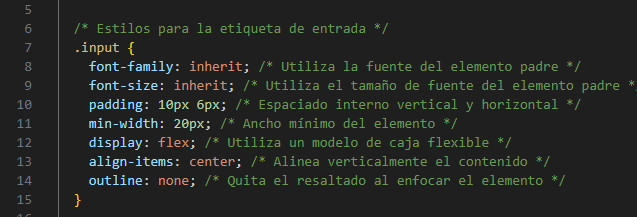 5
6 /* Estilos para la etiqueta de entrada */
7 .input {
8 font-family: inherit; /* Utiliza la fuente del elemento padre */
9 font-size: inherit; /* Utiliza el tamaño de fuente del elemento padre *
10 padding: 10px 6px; /* Espaciado interno vertical y horizontal */
11 min-width: 20px; /* Ancho mínimo del elemento */
12 display: flex; /* Utiliza un modelo de caja flexible */
13 align-items: center; /* Alinea verticalmente el contenido */
14 outline: none; /* Quita el resaltado al enfocar el elemento */
15 }